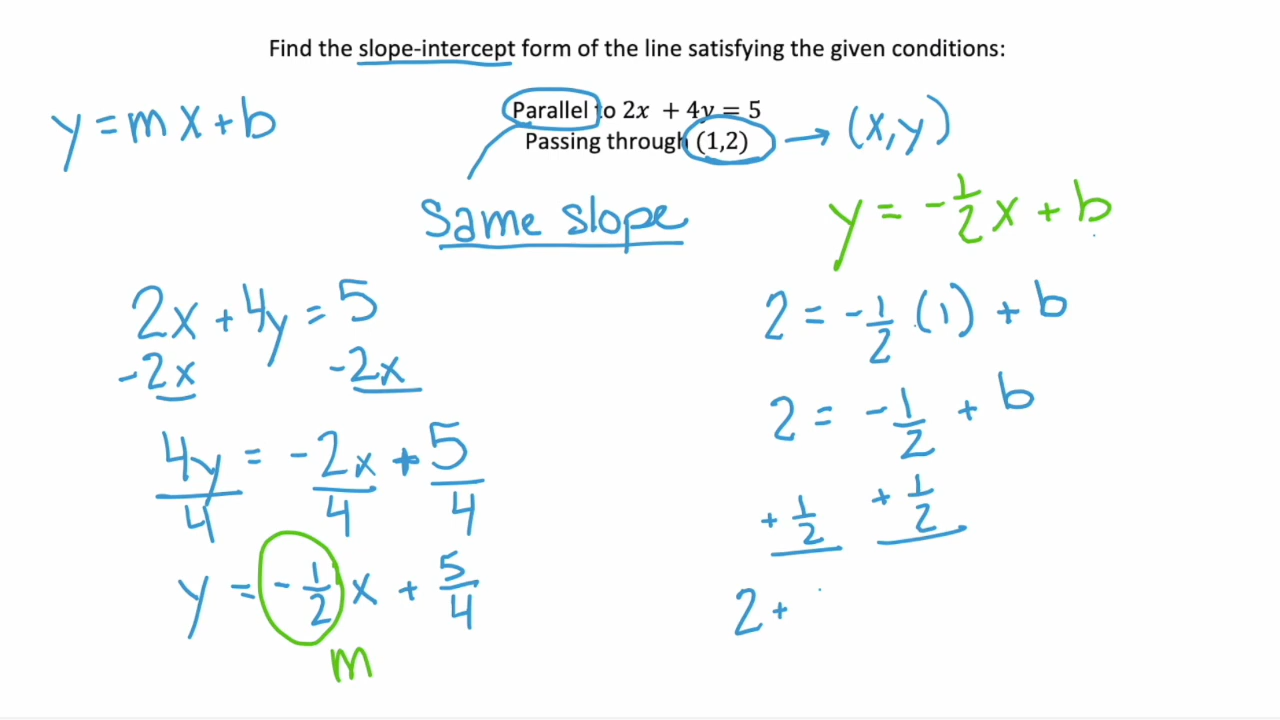 Find the slope-intercept form of the line satisfying the given conditions:
y = mx + b
Parallel to 2x + 4y = 5
Passing through (1,2) → (x,y)
Same slope
2x + 4y = 5
-2x -2x
4y/4 = -2x/4 + 5/4
y = -1/2 x + 5/4
m
y = -1/2 x + b
2 = -1/2 (1) + b
2 = -1/2 + b
+ 1/2 + 1/2
2 +